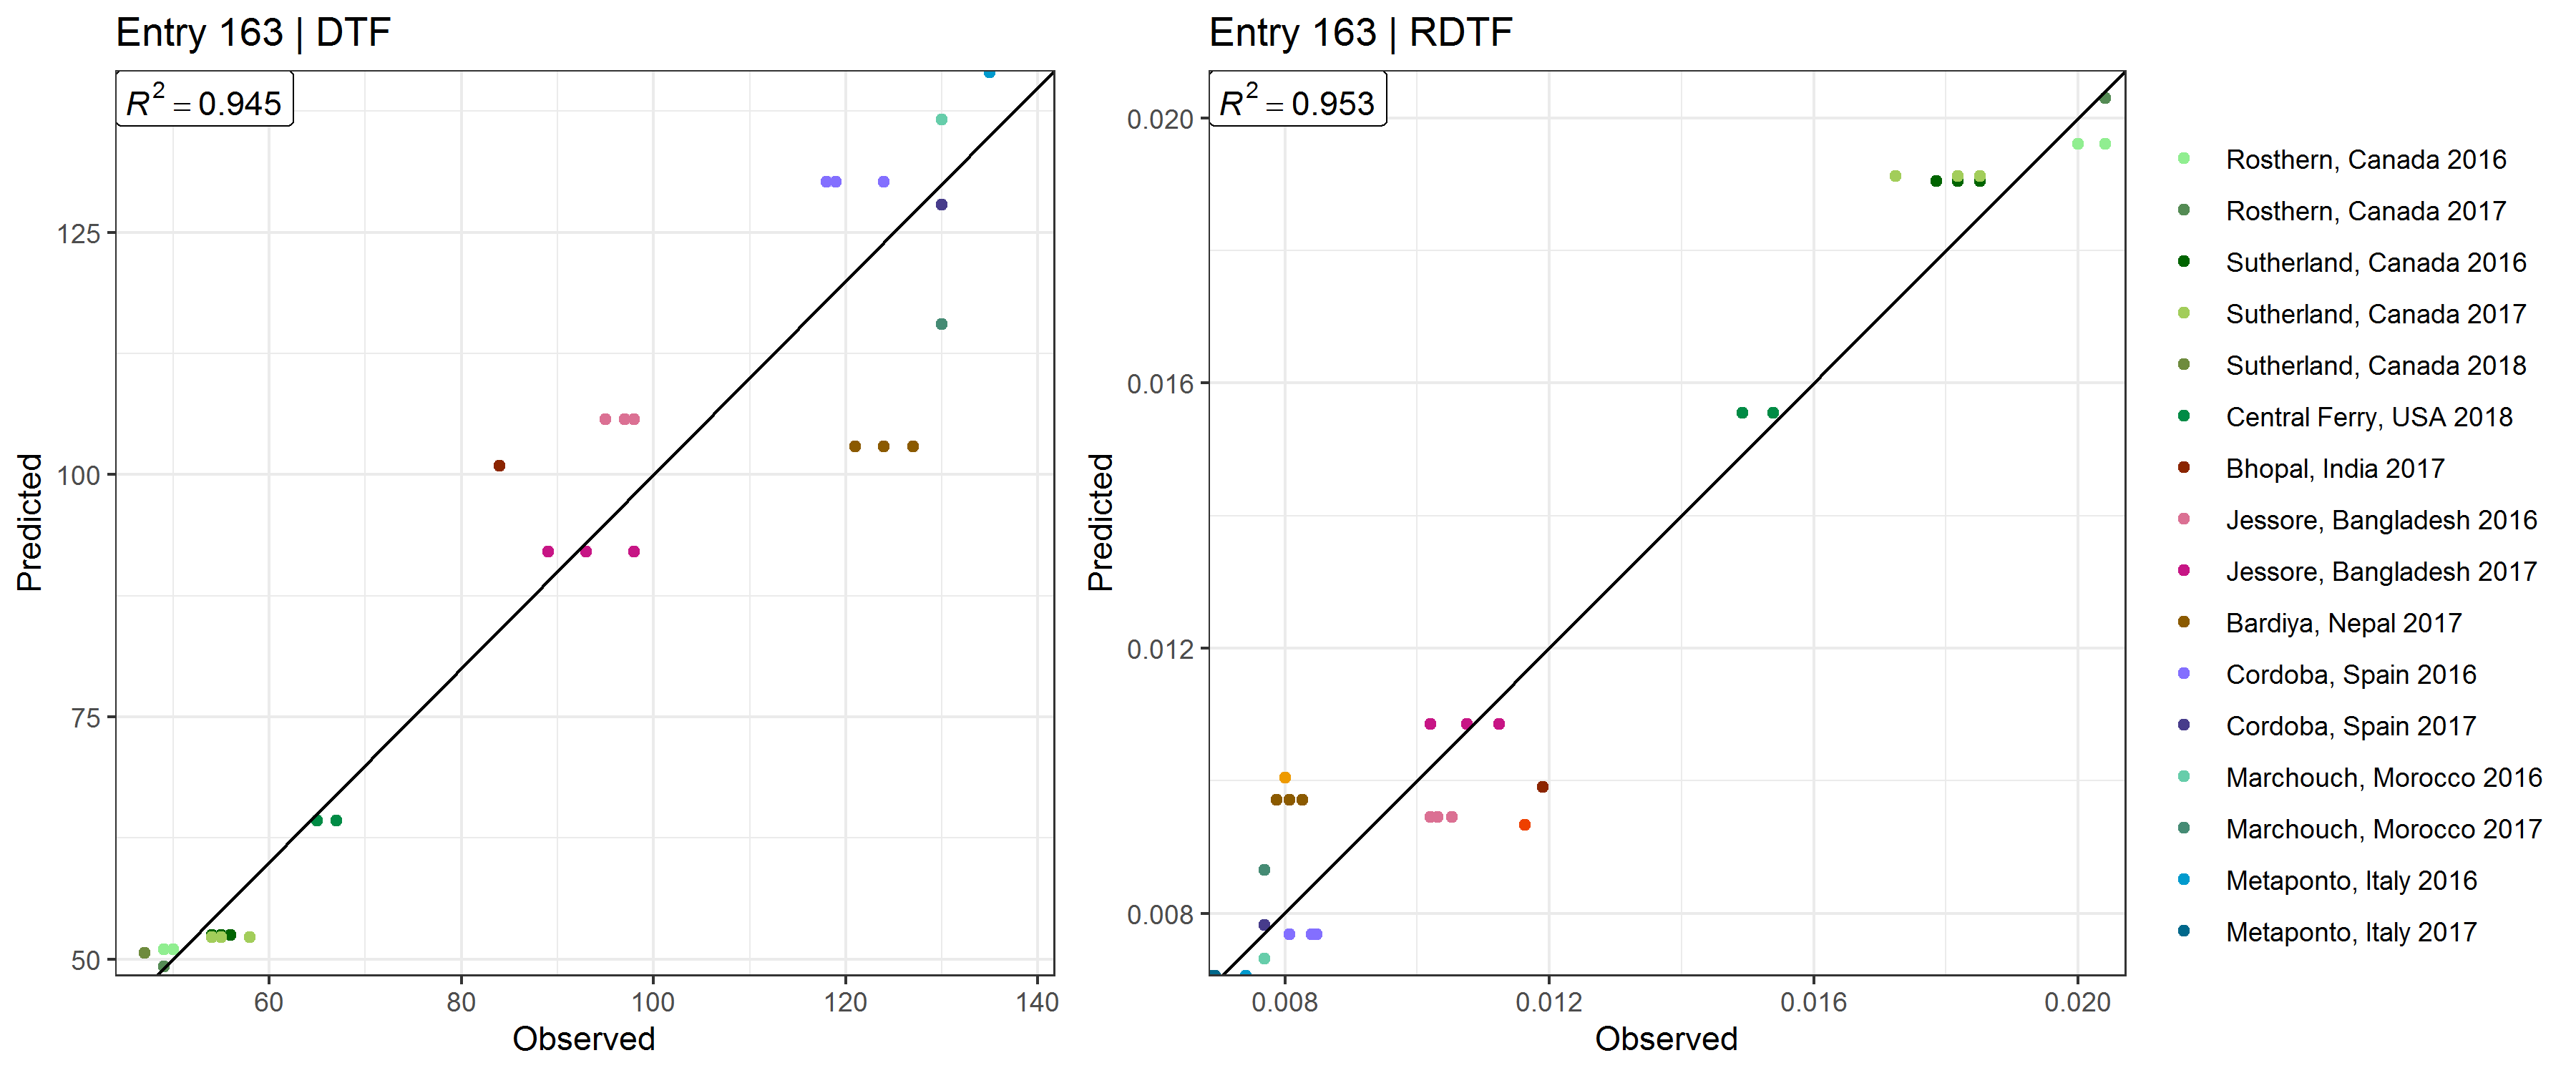 Entry 163 | DTF
R² = 0.945
125
100
75
50
Predicted
60 80 100 120 140
Observed
Entry 163 | RDTF
R² = 0.953
0.020
0.016
0.012
0.008
Predicted
0.008 0.012 0.016 0.020
Observed
Rosthern, Canada 2016
Rosthern, Canada 2017
Sutherland, Canada 2016
Sutherland, Canada 2017
Sutherland, Canada 2018
Central Ferry, USA 2018
Bhopal, India 2017
Jessore, Bangladesh 2016
Jessore, Bangladesh 2017
Bardiya, Nepal 2017
Cordoba, Spain 2016
Cordoba, Spain 2017
Marchouch, Morocco 2016
Marchouch, Morocco 2017
Metaponto, Italy 2016
Metaponto, Italy 2017